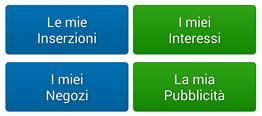 Le mie
Inserzioni
I miei
Interessi
I miei
Negozi
La mia
Pubblicità